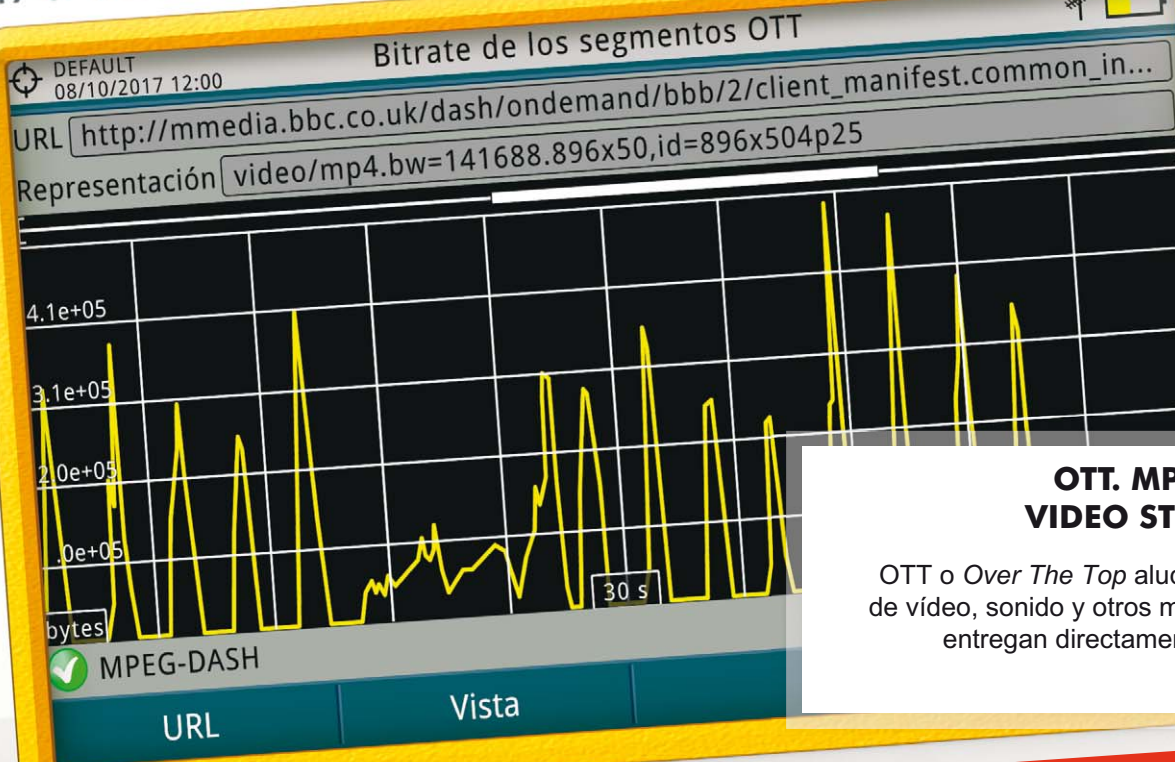 Bitrate de los segmentos OTT
DEFAULT
08/10/2017 12:00
URL http://mmedia.bbc.co.uk/dash/ondemand/bbb/2/client_manifest.common_in...
Representación video/mp4.bw=141688.896x50,id=896x504p25
4.1e+05
3.1e+05
2.0e+05
.0e+05
30 s
bytes
MPEG-DASH
URL Vista
OTT. MP
VIDEO ST
OTT o Over The Top
de vídeo, sonido y otros
entregan